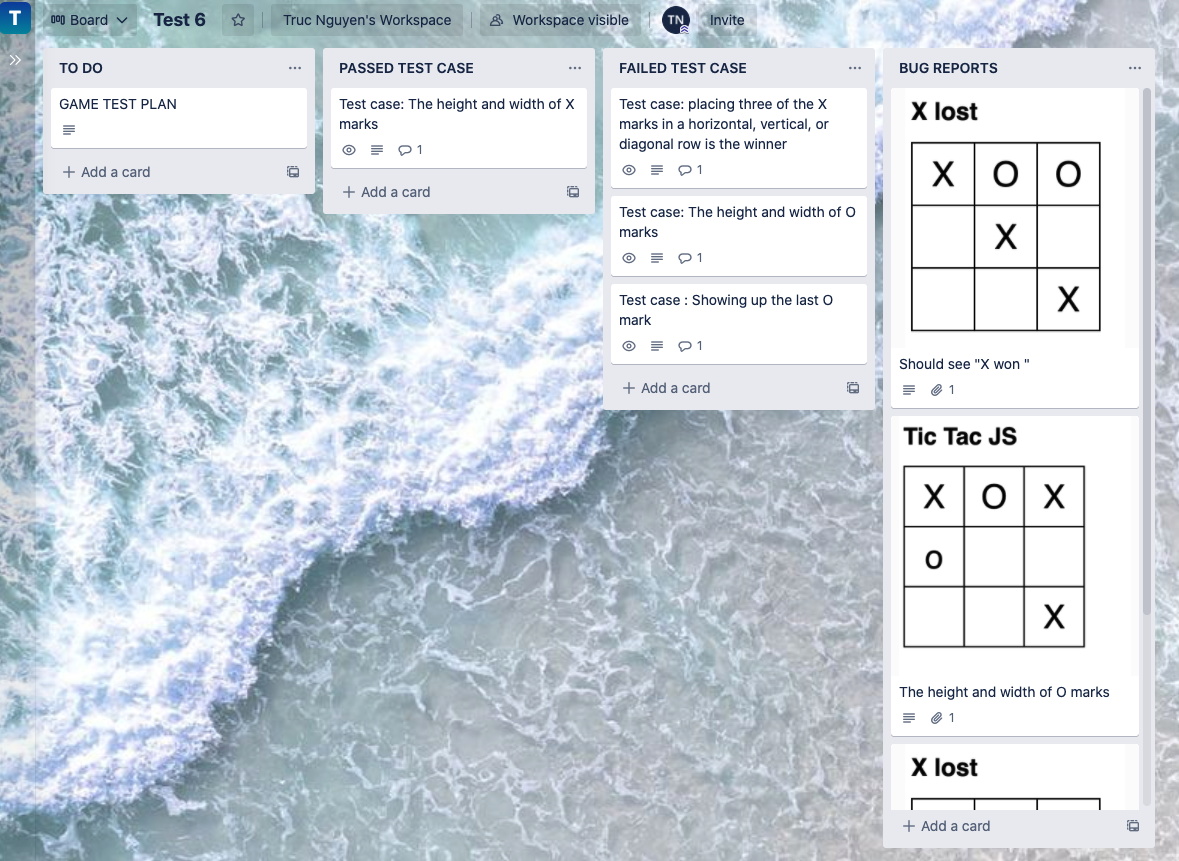 T
Board
Test 6
Truc Nguyen's Workspace
Workspace visible
TN
Invite
TO DO
GAME TEST PLAN
Add a card
PASSED TEST CASE
Test case: The height and width of X
marks
1
Add a card
FAILED TEST CASE
Test case: placing three of the X
marks in a horizontal, vertical, or
diagonal row is the winner
1
Test case: The height and width of O
marks
1
Test case : Showing up the last O
mark
1
Add a card
BUG REPORTS
X lost
X O O
X
X
Should see "X won "
1
Tic Tac JS
X O X
o
X
The height and width of O marks
1
X lost
Add a card